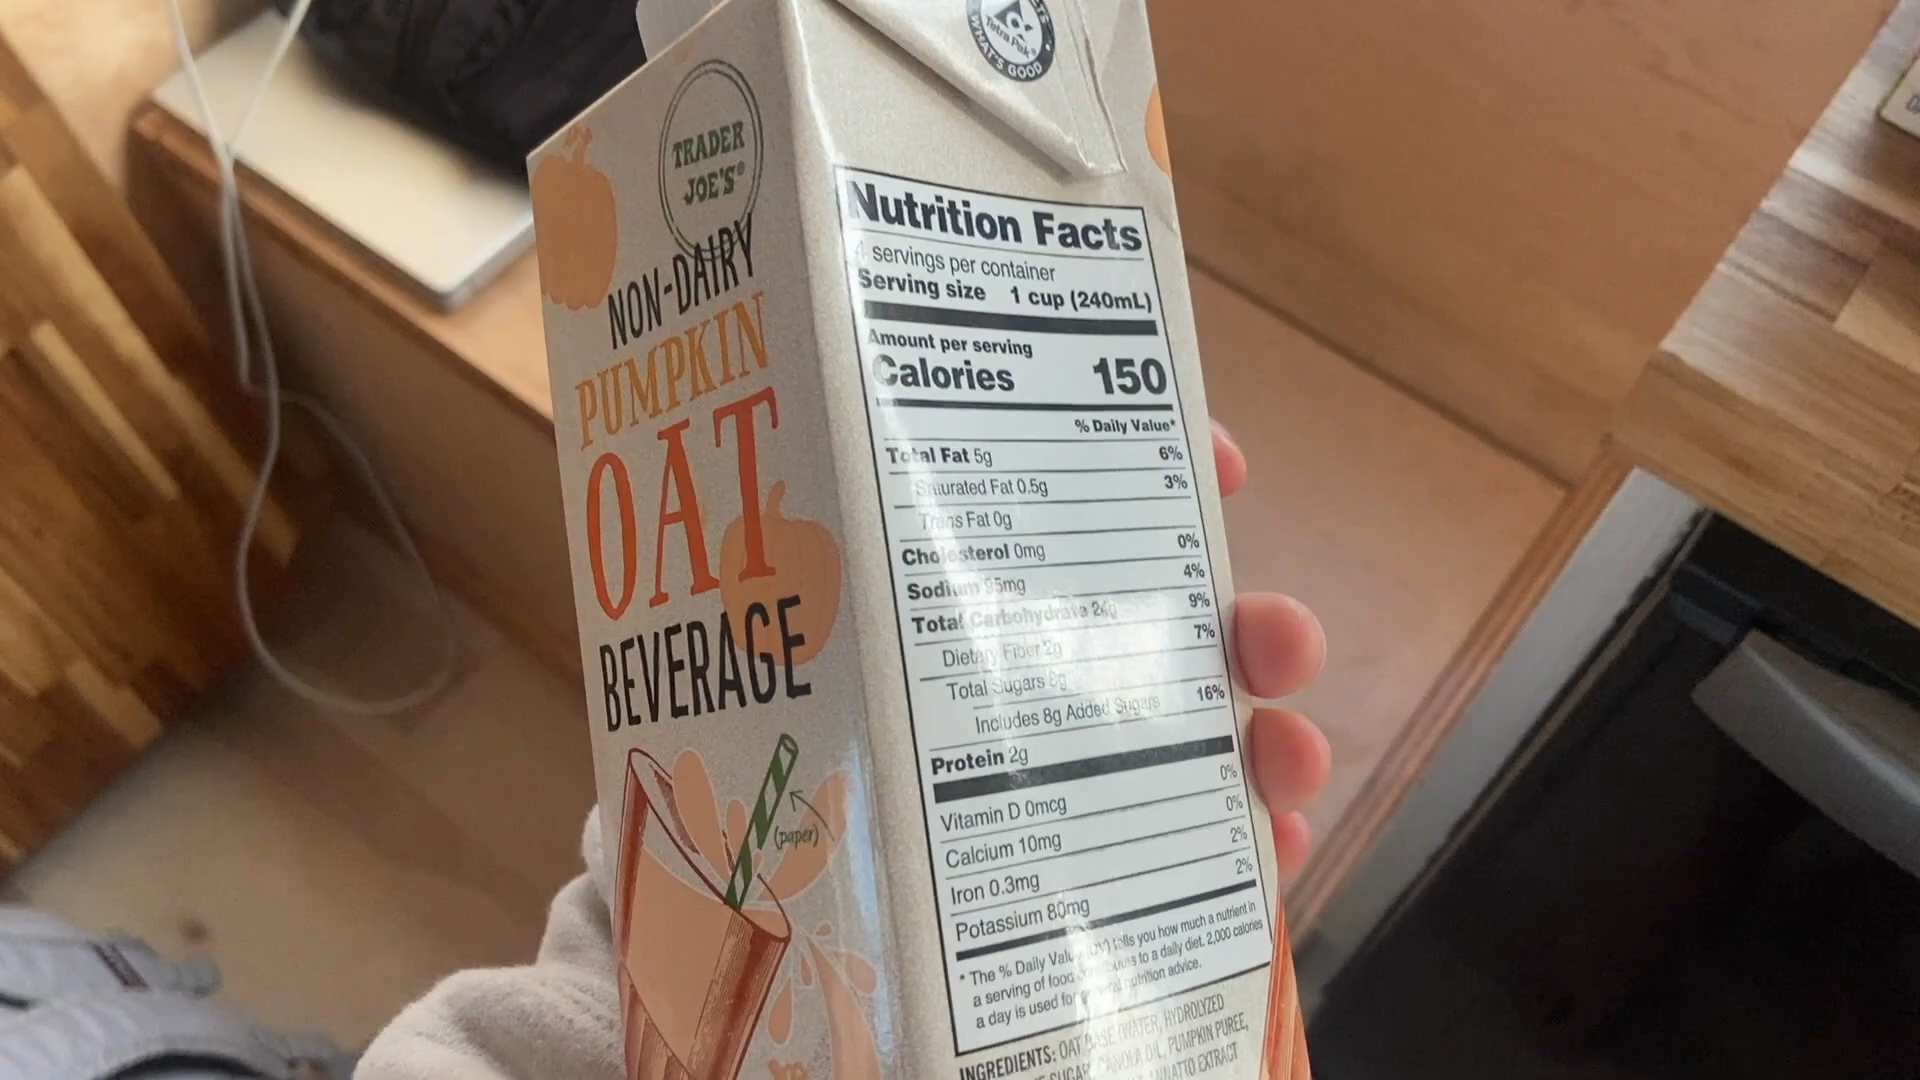 TRADER
JOE'S®
NON-DAIRY
PUMPKIN
OAT
BEVERAGE
(paper)
Tetra Pak®
WHAT'S GOOD
Nutrition Facts
4 servings per container
Serving size 1 cup (240mL)
Amount per serving
Calories 150
% Daily Value*
Total Fat 5g 6%
Saturated Fat 0.5g 3%
Trans Fat 0g
Cholesterol 0mg 0%
Sodium 95mg 4%
Total Carbohydrate 24g 9%
Dietary Fiber 2g 7%
Total Sugars 8g
Includes 8g Added Sugars 16%
Protein 2g
Vitamin D 0mcg 0%
Calcium 10mg 0%
Iron 0.3mg 2%
Potassium 80mg 2%
* The % Daily Value (DV) tells you how much a nutrient in
a serving of food contributes to a daily diet. 2,000 calories
a day is used for general nutrition advice.
INGREDIENTS: OAT BASE (WATER, HYDROLYZED
SUGAR, CANOLA OIL, PUMPKIN PUREE,
ANNATTO EXTRACT